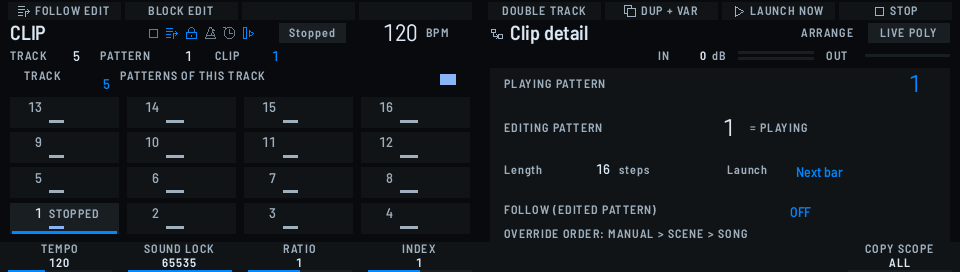 FOLLOW EDIT BLOCK EDIT DOUBLE TRACK DUP + VAR LAUNCH NOW STOP
CLIP Stopped 120 BPM
TRACK 5 PATTERN 1 CLIP 1
TRACK 5 PATTERNS OF THIS TRACK
13 14 15 16
9 10 11 12
5 6 7 8
1 STOPPED 2 3 4
TEMPO SOUND LOCK RATIO INDEX
120 65535 1 1
Clip detail ARRANGE LIVE POLY
IN 0 dB OUT
PLAYING PATTERN 1
EDITING PATTERN 1 = PLAYING
Length 16 steps Launch Next bar
FOLLOW (EDITED PATTERN) OFF
OVERRIDE ORDER: MANUAL > SCENE > SONG
COPY SCOPE
ALL